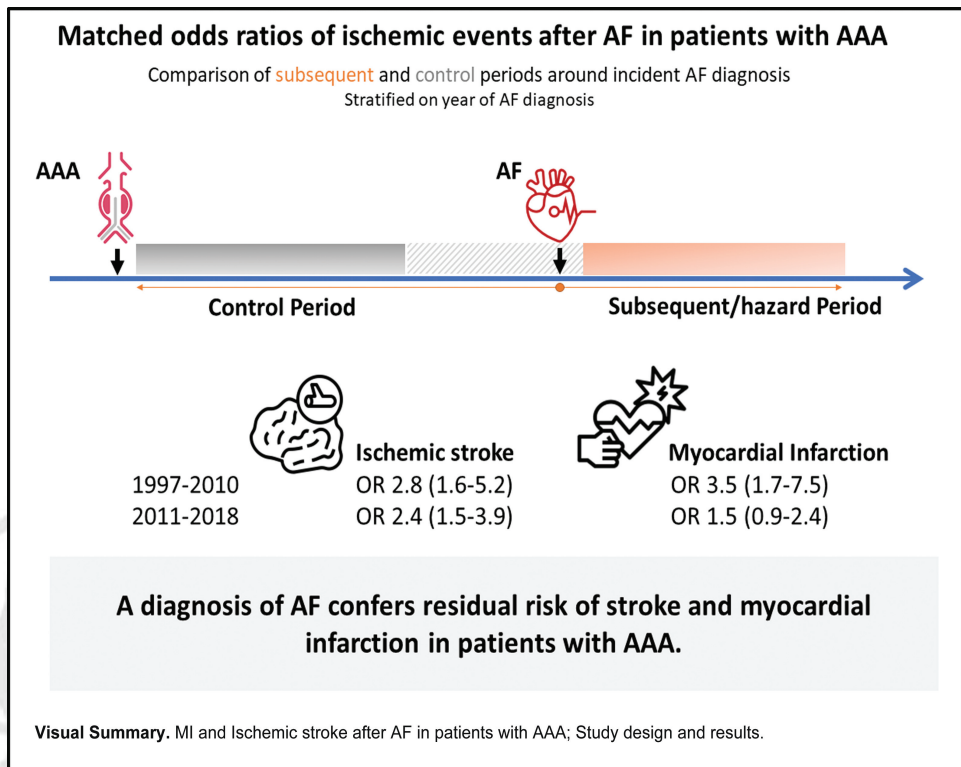 Matched odds ratios of ischemic events after AF in patients with AAA
Comparison of subsequent and control periods around incident AF diagnosis
Stratified on year of AF diagnosis
AAA
AF
Control Period
Subsequent/hazard Period
Ischemic stroke
Myocardial Infarction
1997-2010
OR 2.8 (1.6-5.2)
OR 3.5 (1.7-7.5)
2011-2018
OR 2.4 (1.5-3.9)
OR 1.5 (0.9-2.4)
A diagnosis of AF confers residual risk of stroke and myocardial
infarction in patients with AAA.
Visual Summary. MI and Ischemic stroke after AF in patients with AAA; Study design and results.